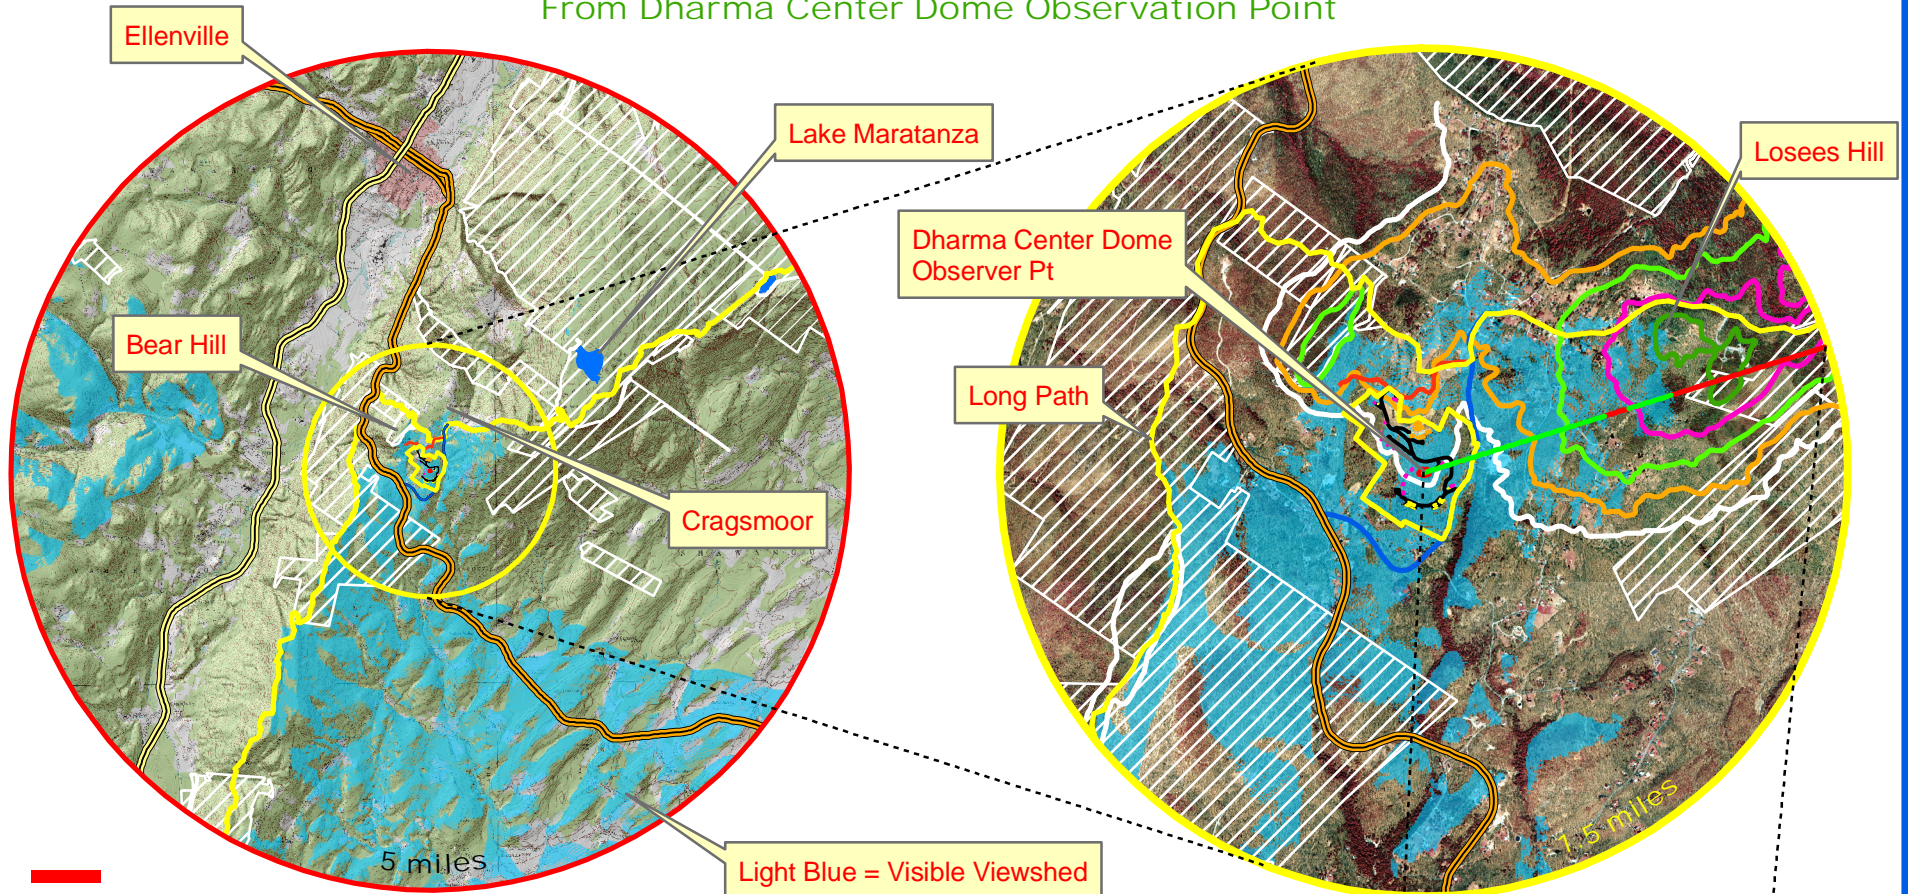 From Dharma Center Dome Observation Point
Ellenville
Lake Maratanza
Losees Hill
Dharma Center Dome
Observer Pt
Bear Hill
Long Path
Cragsmoor
5 miles
1.5 miles
Light Blue = Visible Viewshed